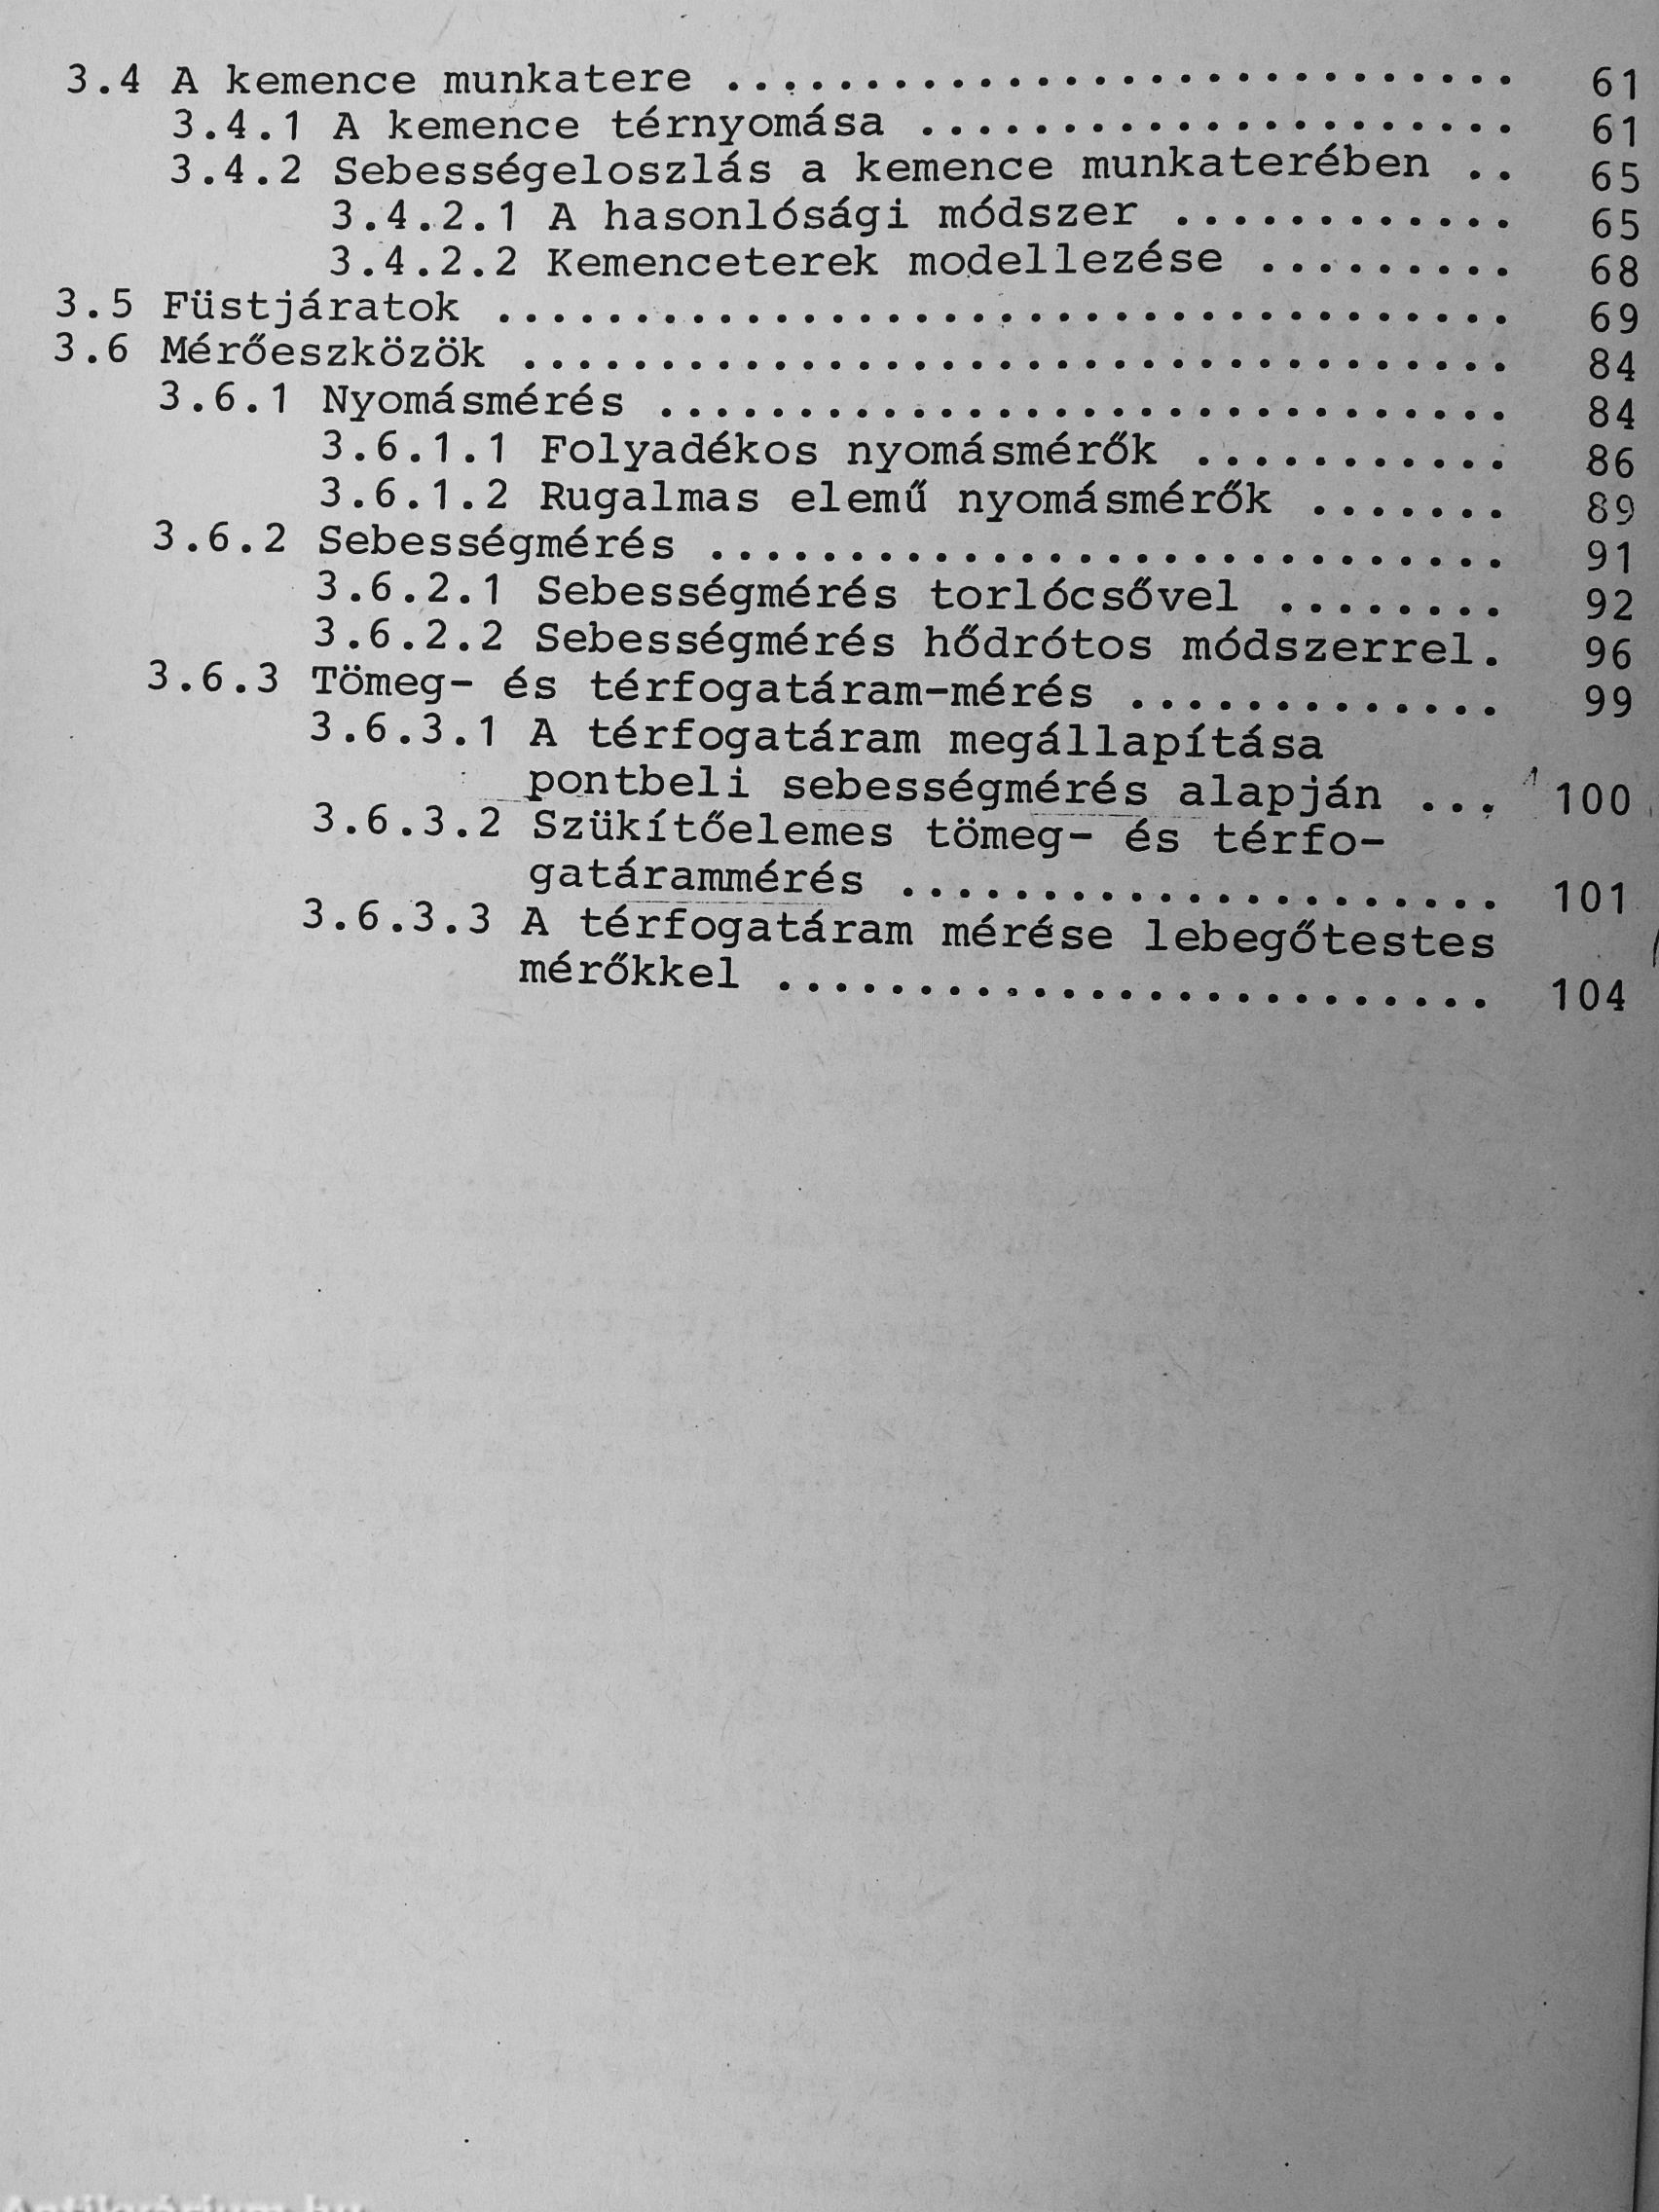 3.4 A kemence munkatere ............................ 61
3.4.1 A kemence térnyomása ..................... 61
3.4.2 Sebességeloszlás a kemence munkaterében .. 65
3.4.2.1 A hasonlósági módszer ............ 65
3.4.2.2 Kemenceterek modellezése ......... 68
3.5 Füstjáratok .................................... 69
3.6 Mérőeszközök ................................... 84
3.6.1 Nyomásmérés .............................. 84
3.6.1.1 Folyadékos nyomásmérők ........... 86
3.6.1.2 Rugalmas elemű nyomásmérők ....... 89
3.6.2 Sebességmérés ............................ 91
3.6.2.1 Sebességmérés torlócsővel ........ 92
3.6.2.2 Sebességmérés hődrótos módszerrel. 96
3.6.3 Tömeg- és térfogatáram-mérés ............. 99
3.6.3.1 A térfogatáram megállapítása
pontbeli sebességmérés alapján ... 100
3.6.3.2 Szükítőelemes tömeg- és térfo-
gatárammérés ..................... 101
3.6.3.3 A térfogatáram mérése lebegőtestes
mérőkkel .......................... 104